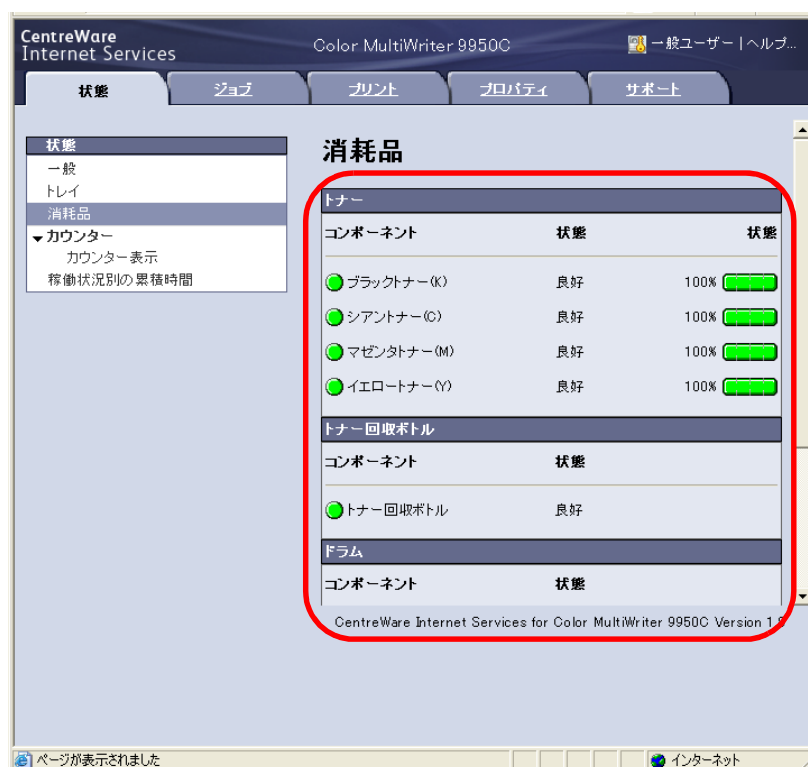 CentreWare
Internet Services
Color MultiWriter 9950C
一般ユーザー | ヘルプ...
状態
ジョブ
プリント
プロパティ
サポート
状態
一般
トレイ
消耗品
カウンター
カウンター表示
稼働状況別の累積時間
消耗品
トナー
コンポーネント 状態 状態
ブラックトナー(K) 良好 100%
シアントナー(C) 良好 100%
マゼンタトナー(M) 良好 100%
イエロートナー(Y) 良好 100%
トナー回収ボトル
コンポーネント 状態
トナー回収ボトル 良好
ドラム
コンポーネント 状態
CentreWare Internet Services for Color MultiWriter 9950C Version
ページが表示されました
インターネット